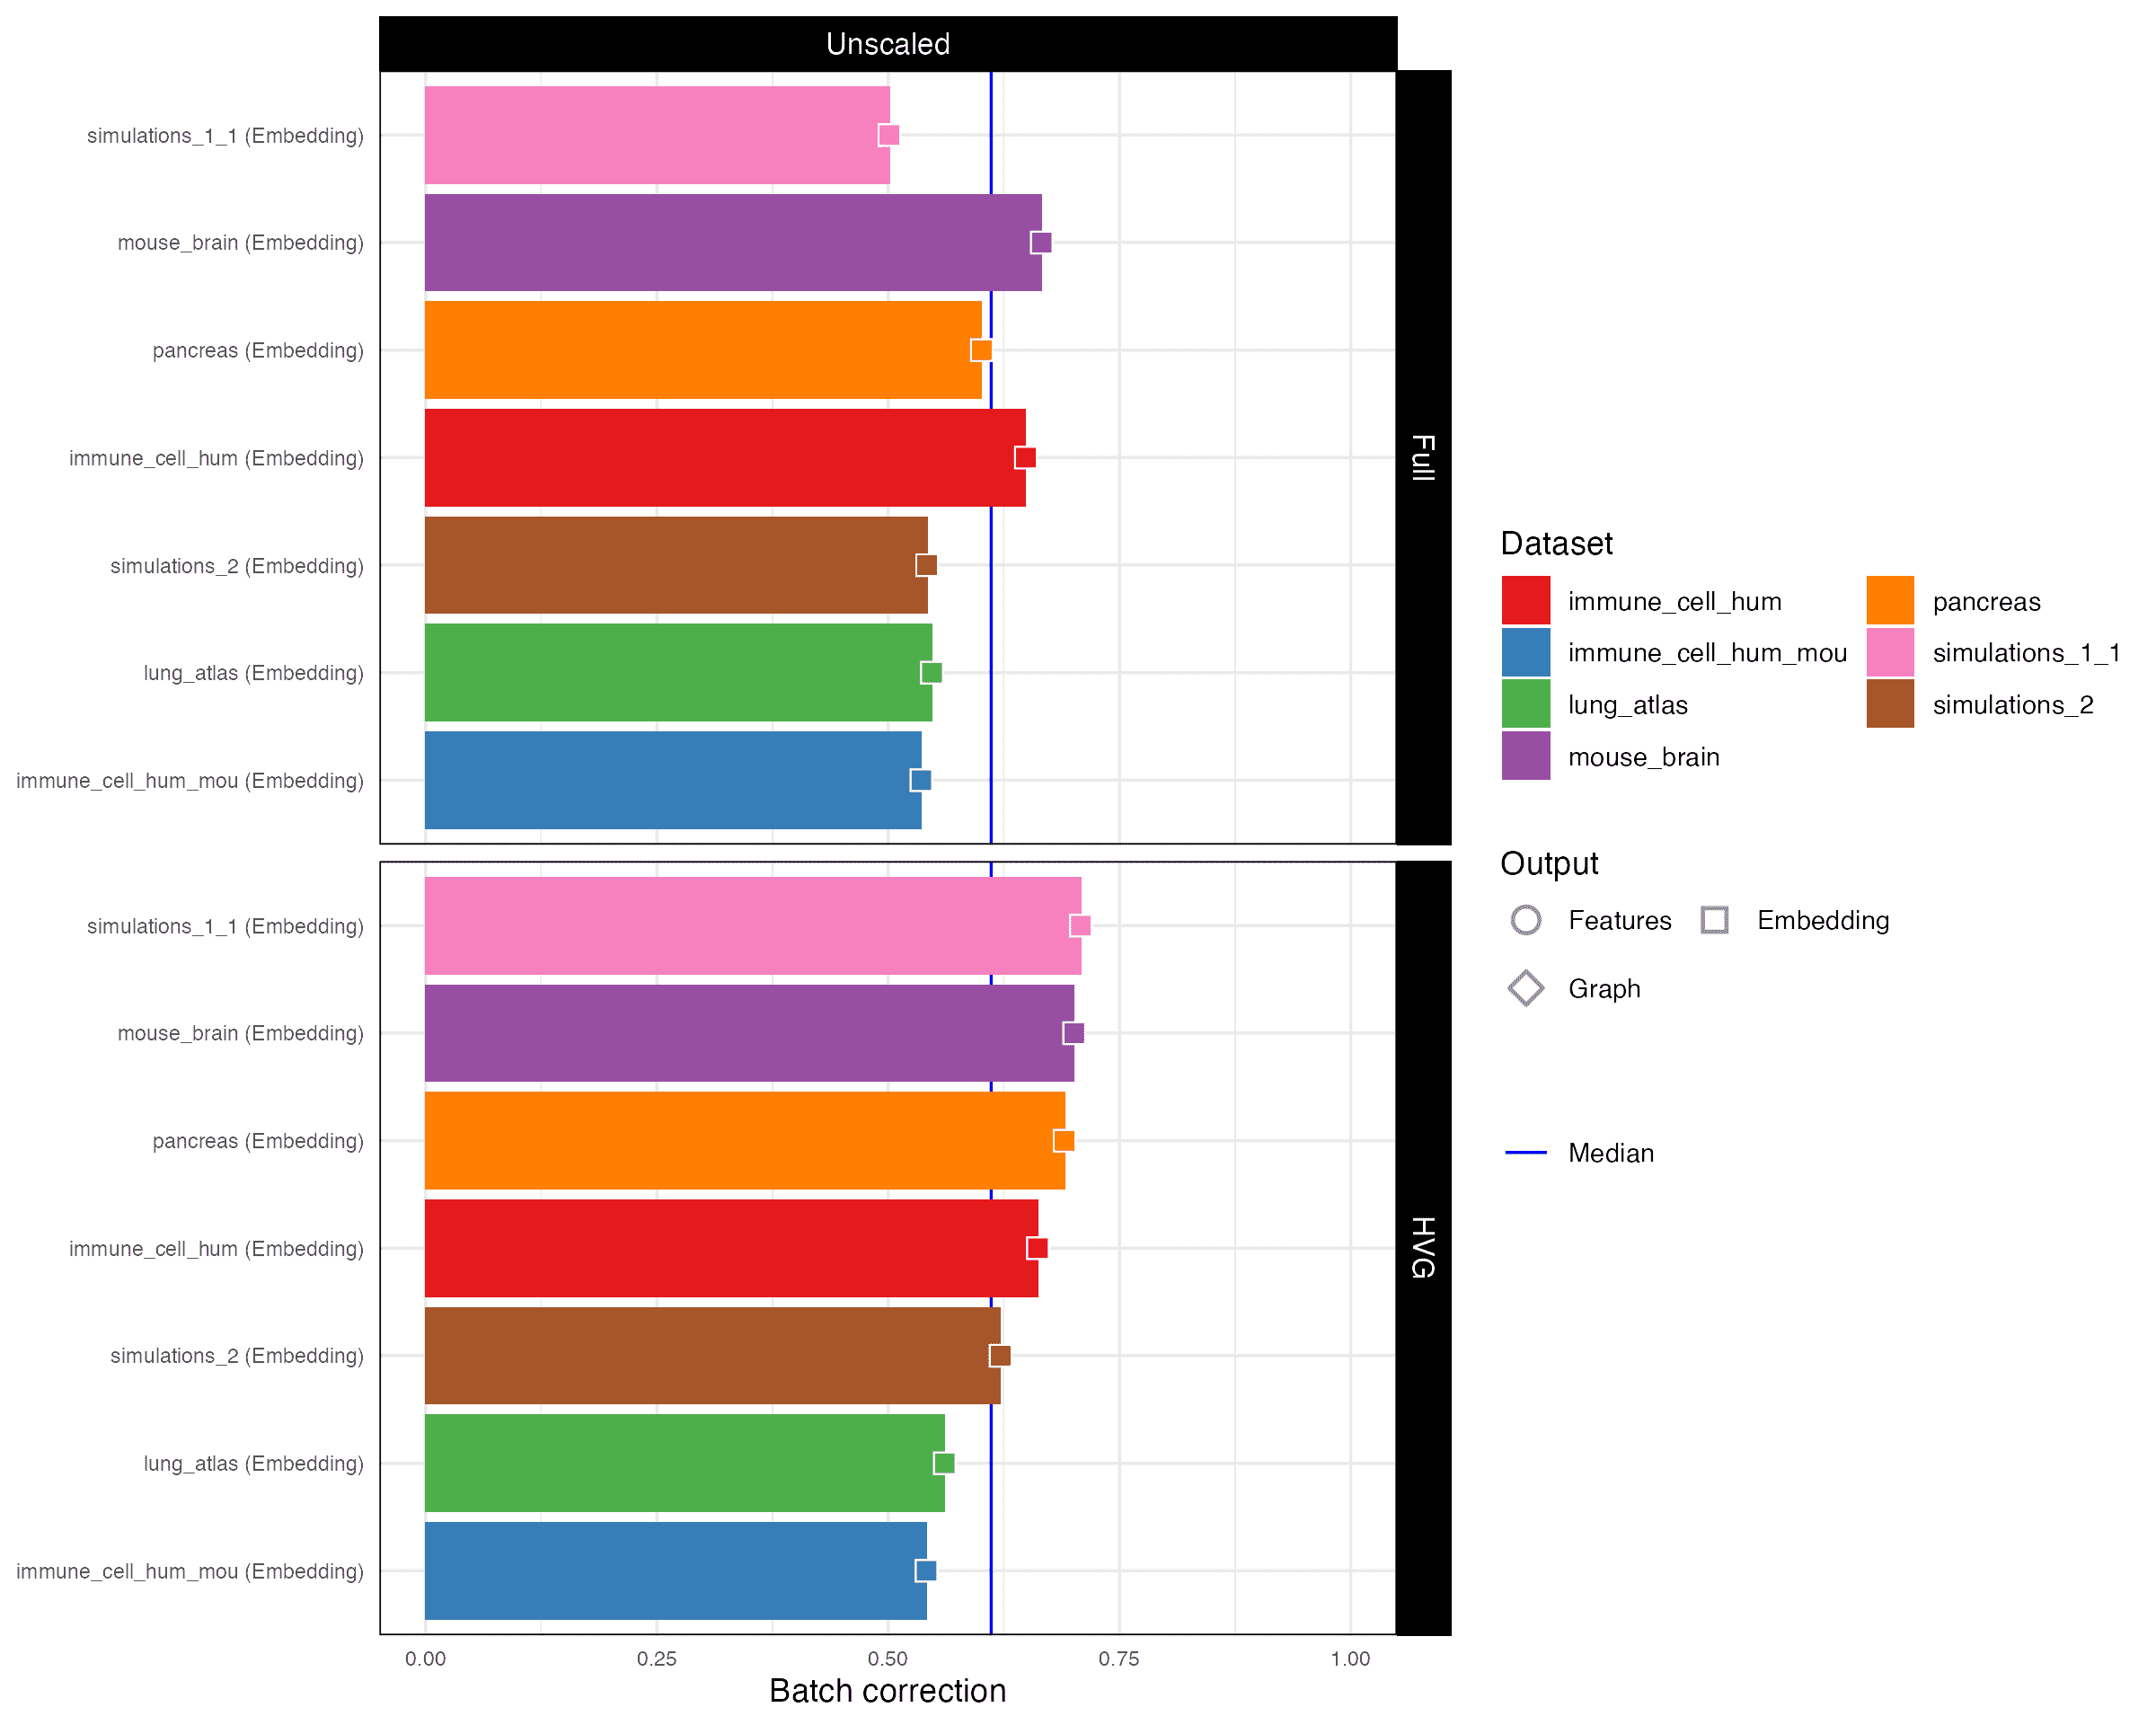 Unscaled
simulations_1_1 (Embedding)
mouse_brain (Embedding)
pancreas (Embedding)
immune_cell_hum (Embedding)
simulations_2 (Embedding)
lung_atlas (Embedding)
immune_cell_hum_mou (Embedding)
Full
simulations_1_1 (Embedding)
mouse_brain (Embedding)
pancreas (Embedding)
immune_cell_hum (Embedding)
simulations_2 (Embedding)
lung_atlas (Embedding)
immune_cell_hum_mou (Embedding)
HVG
0.00 0.25 0.50 0.75 1.00
Batch correction
Dataset
immune_cell_hum
immune_cell_hum_mou
lung_atlas
mouse_brain
pancreas
simulations_1_1
simulations_2
Output
Features Embedding
Graph
Median